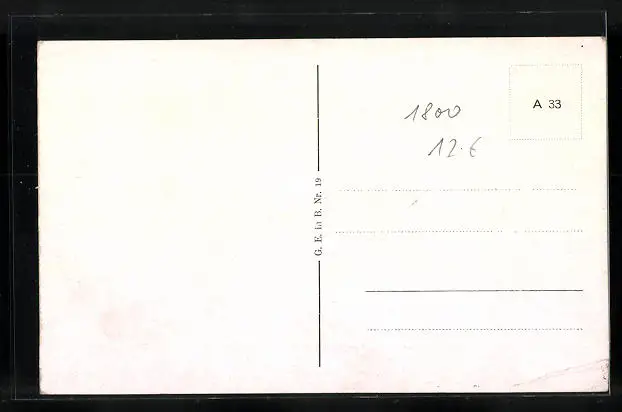 A 33
1800
12.€
G. E. in B. Nr. 19